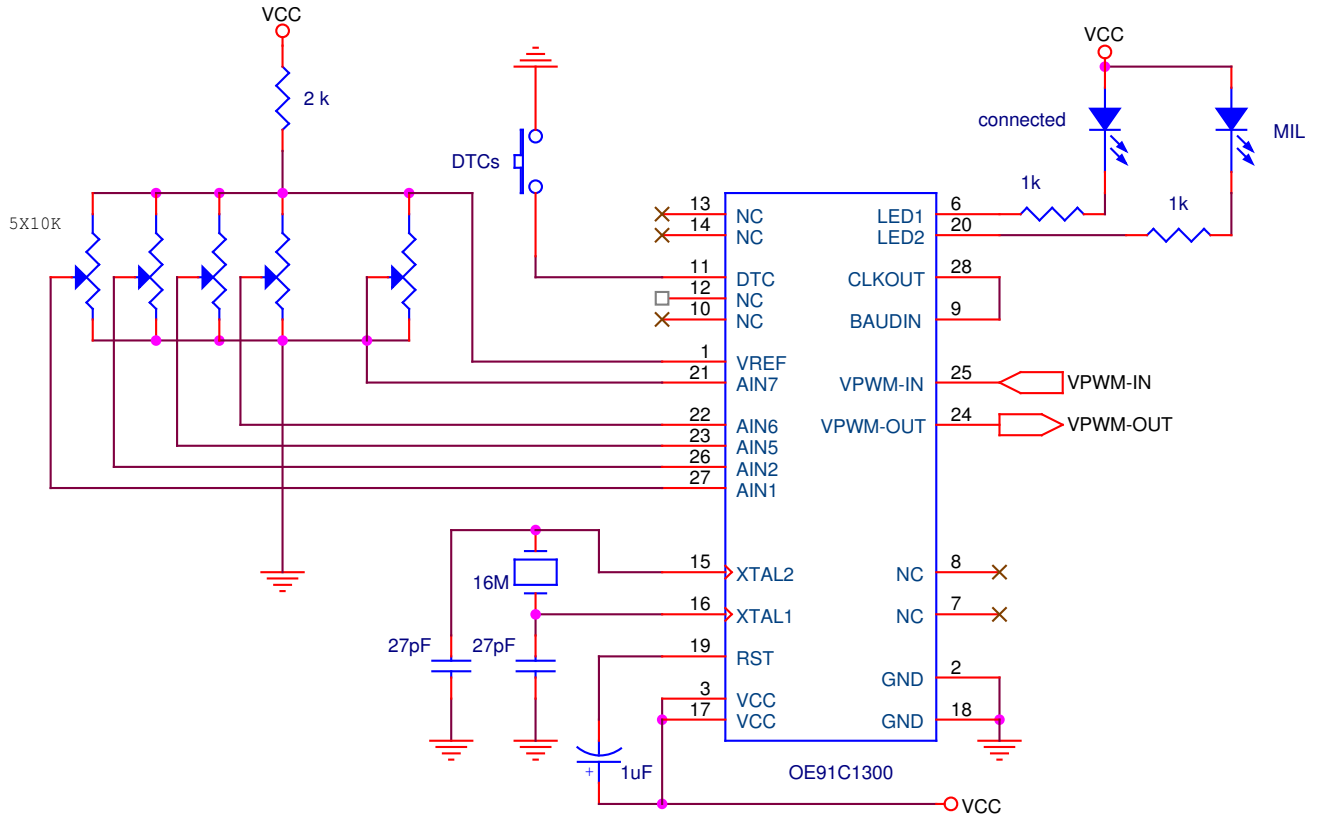 VCC
2 k
5X10K
DTCs
VCC
connected
MIL
1k
1k
13 NC
14 NC
11 DTC
12 NC
10 NC
1 VREF
21 AIN7
22 AIN6
23 AIN5
26 AIN2
27 AIN1
15 XTAL2
16 XTAL1
19 RST
3 VCC
17 VCC
LED1 6
LED2 20
CLKOUT 28
BAUDIN 9
VPWM-IN 25 VPWM-IN
VPWM-OUT 24 VPWM-OUT
NC 8
NC 7
GND 2
GND 18
16M
27pF
27pF
+ 1uF
OE91C1300
VCC